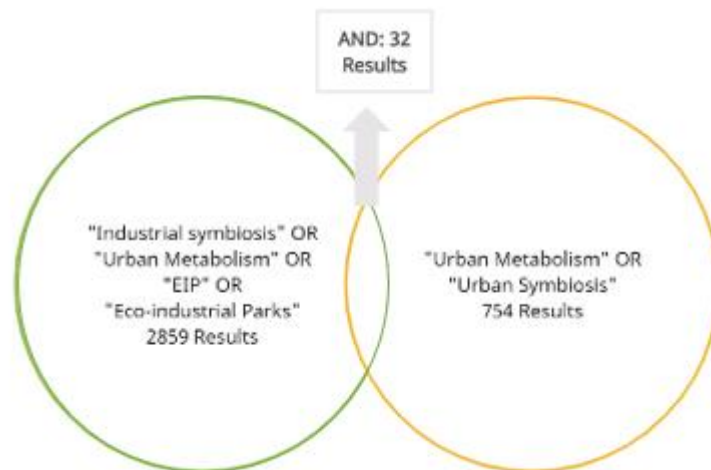 AND: 32
Results
"Industrial symbiosis" OR
"Urban Metabolism" OR
"EIP" OR
"Eco-industrial Parks"
2859 Results
"Urban Metabolism" OR
"Urban Symbiosis"
754 Results